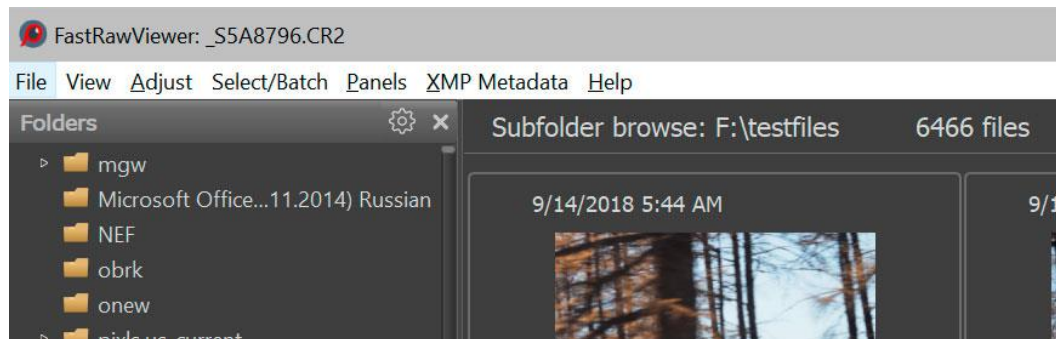 FastRawViewer: _S5A8796.CR2
File View Adjust Select/Batch Panels XMP Metadata Help
Folders
Subfolder browse: F:\testfiles 6466 files
mgw
Microsoft Office...11.2014) Russian
NEF
obrk
onew
9/14/2018 5:44 AM